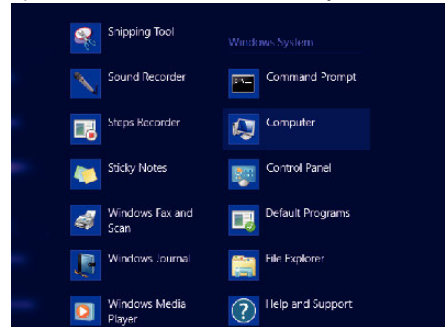 Snipping Tool
Sound Recorder
Steps Recorder
Sticky Notes
Windows Fax and
Scan
Windows Journal
Windows Media
Player
Windows System
Command Prompt
Computer
Control Panel
Default Programs
File Explorer
Help and Support